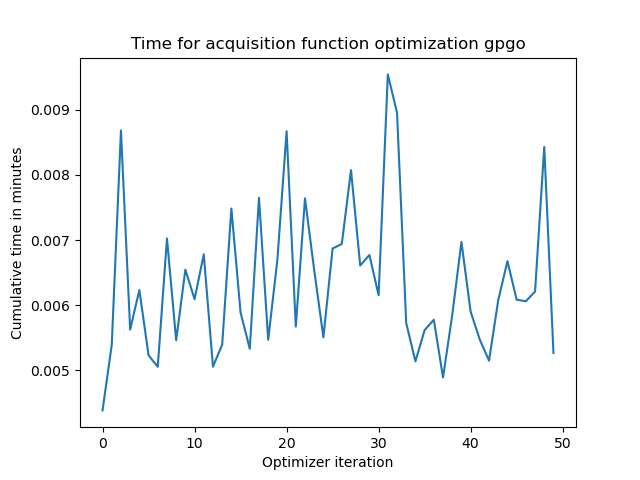 Time for acquisition function optimization gpgo
Cumulative time in minutes
0.009
0.008
0.007
0.006
0.005
0 10 20 30 40 50
Optimizer iteration